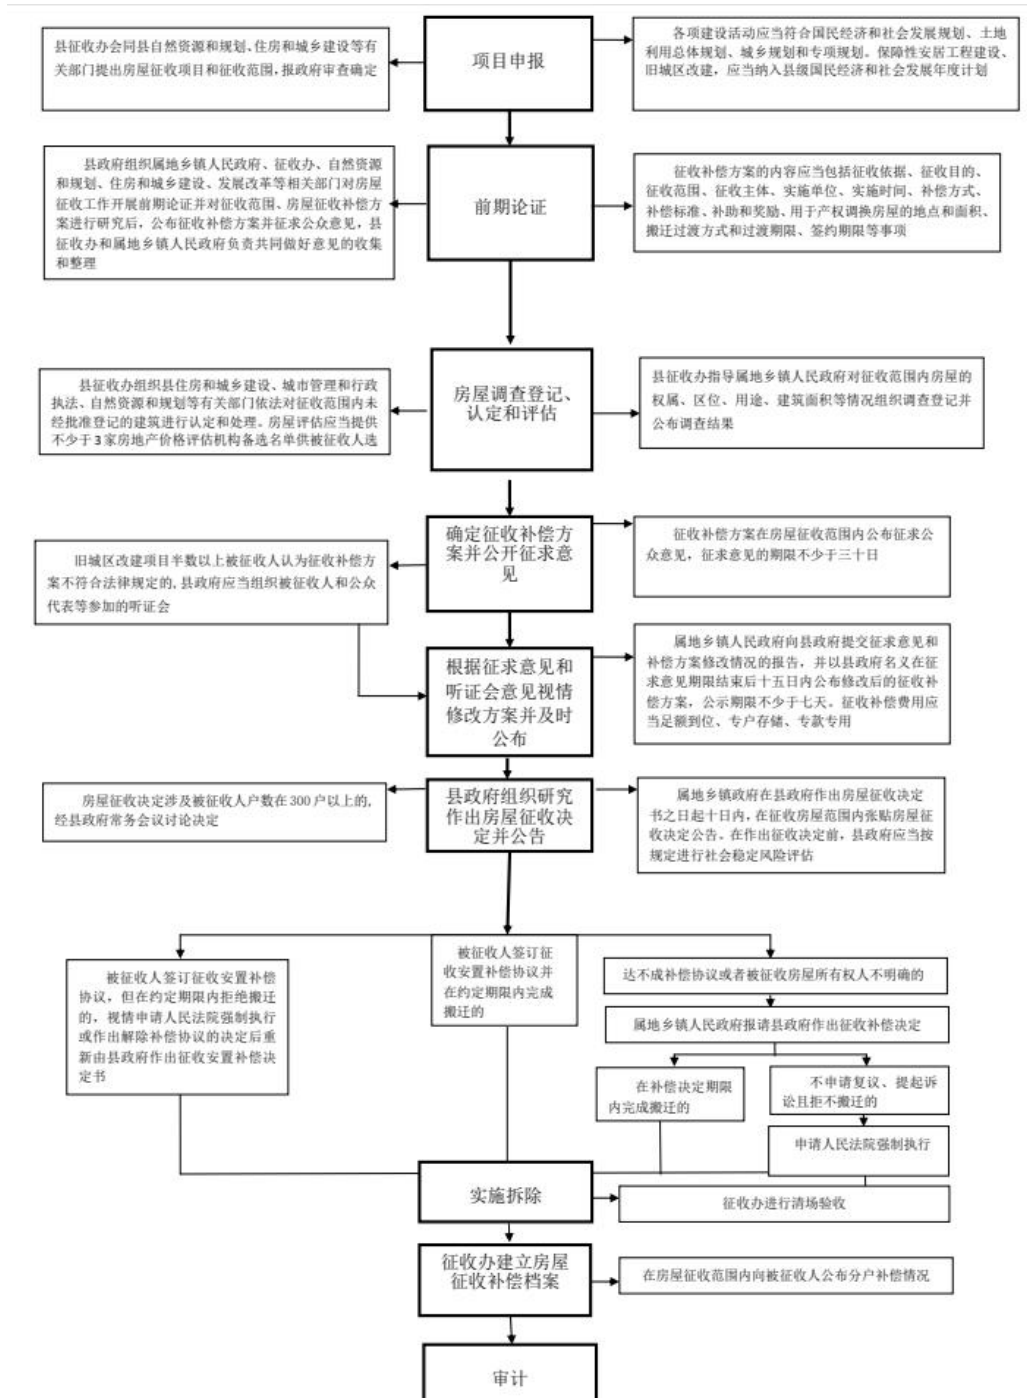 县征收办会同县自然资源和规划、住房和城乡建设等有
关部门提出房屋征收项目和征收范围,报政府审查确定
项目申报
各项建设活动应当符合国民经济和社会发展规划、土地
利用总体规划、城乡规划和专项规划。保障性安居工程建设、
旧城区改建，应当纳入县级国民经济和社会发展年度计划
县政府组织属地乡镇人民政府、征收办、自然资源
和规划、住房和城乡建设、发展改革等相关部门对房屋
征收工作开展前期论证并对征收范围、房屋征收补偿方
案进行研究后，公布征收补偿方案并征求公众意见，县
征收办和属地乡镇人民政府负责共同做好意见的收集
和整理
前期论证
征收补偿方案的内容应当包括征收依据、征收目的、
征收范围、征收主体、实施单位、实施时间、补偿方式、
补偿标准、补助和奖励、用于产权调换房屋的地点和面积、
搬迁过渡方式和过渡期限、签约期限等事项
县征收办组织县住房和城乡建设、城市管理和行政
执法、自然资源和规划等有关部门依法对征收范围内未
经批准登记的建筑进行认定和处理。房屋评估应当提供
不少于3家房地产价格评估机构备选名单供被征收人选
房屋调查登记、
认定和评估
县征收办指导属地乡镇人民政府对征收范围内房屋的
权属、区位、用途、建筑面积等情况组织调查登记并
公布调查结果
确定征收补偿方
案并公开征求意
见
征收补偿方案在房屋征收范围内公布征求公
众意见，征求意见的期限不少于三十日
旧城区改建项目半数以上被征收人认为征收补偿方
案不符合法律规定的,县政府应当组织被征收人和公众
代表等参加的听证会
根据征求意见和
听证会意见视情
修改方案并及时
公布
属地乡镇人民政府向县政府提交征求意见和
补偿方案修改情况的报告，并以县政府名义在征
求意见期限结束后十五日内公布修改后的征收补
偿方案，公示期限不少于七天。征收补偿费用应
当足额到位、专户存储、专款专用
房屋征收决定涉及被征收人户数在300户以上的,
经县政府常务会议讨论决定
县政府组织研究
作出房屋征收决
定并公告
属地乡镇政府在县政府作出房屋征收决定
书之日起十日内，在征收房屋范围内张贴房屋征
收决定公告。在作出征收决定前，县政府应当按
规定进行社会稳定风险评估
被征收人签订征收安置补偿
协议，但在约定期限内拒绝搬迁
的，视情申请人民法院强制执行
或作出解除补偿协议的决定后重
新由县政府作出征收安置补偿决
定书
被征收人签订征
收安置补偿协议并
在约定期限内完成
搬迁的
达不成补偿协议或者被征收房屋所有权人不明确的
属地乡镇人民政府报请县政府作出征收补偿决定
在补偿决定期限
内完成搬迁的
不申请复议、提起诉
讼且拒不搬迁的
申请人民法院强制执行
实施拆除
征收办进行清场验收
征收办建立房屋
征收补偿档案
在房屋征收范围内向被征收人公布分户补偿情况
审计